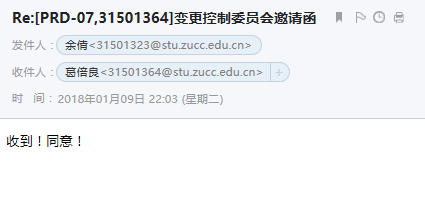 Re:[PRD-07,31501364]变更控制委员会邀请函
发件人：余倩<31501323@stu.zucc.edu.cn>
收件人：葛倍良<31501364@stu.zucc.edu.cn> +
时 间：2018年01月09日 22:03 (星期二)
收到！同意！